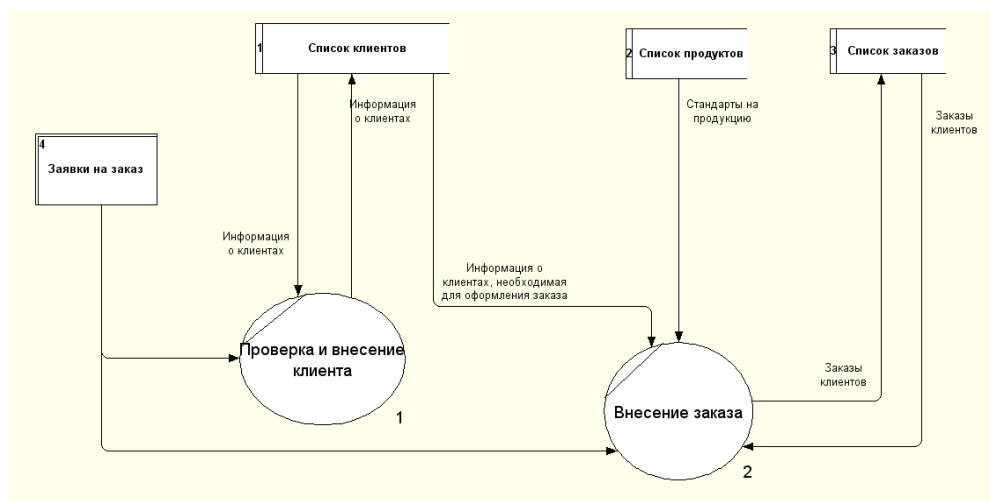 1
Список клиентов
2
Список продуктов
3
Список заказов
Информация
о клиентах
Стандарты на
продукцию
Заказы
клиентов
4
Заявки на заказ
Информация
о клиентах
Информация о
клиентах, необходимая
для оформления заказа
Проверка и внесение
клиента
1
Заказы
клиентов
Внесение заказа
2